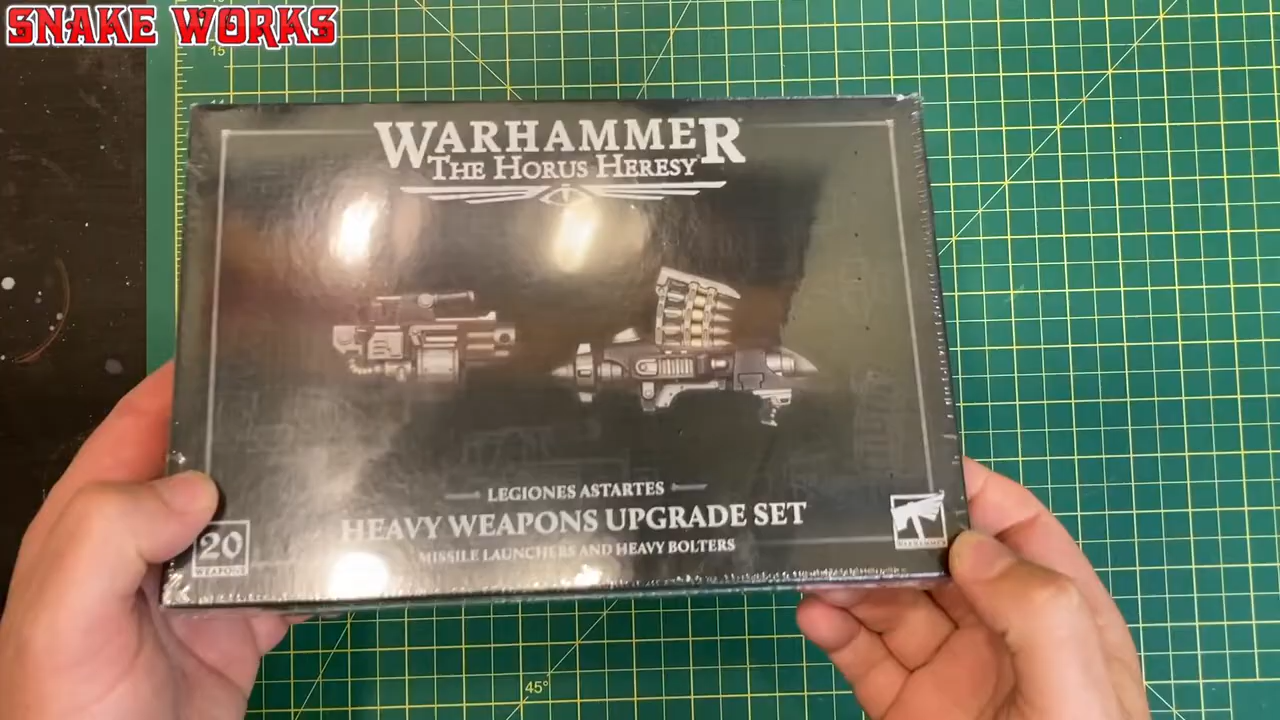 SNAKE WORKS
15
WARHAMMER
THE HORUS HERESY
LEGIONES ASTARTES
HEAVY WEAPONS UPGRADE SET
MISSILE LAUNCHERS AND HEAVY BOLTERS
20
WEAPONS
WARHAMMER
45°